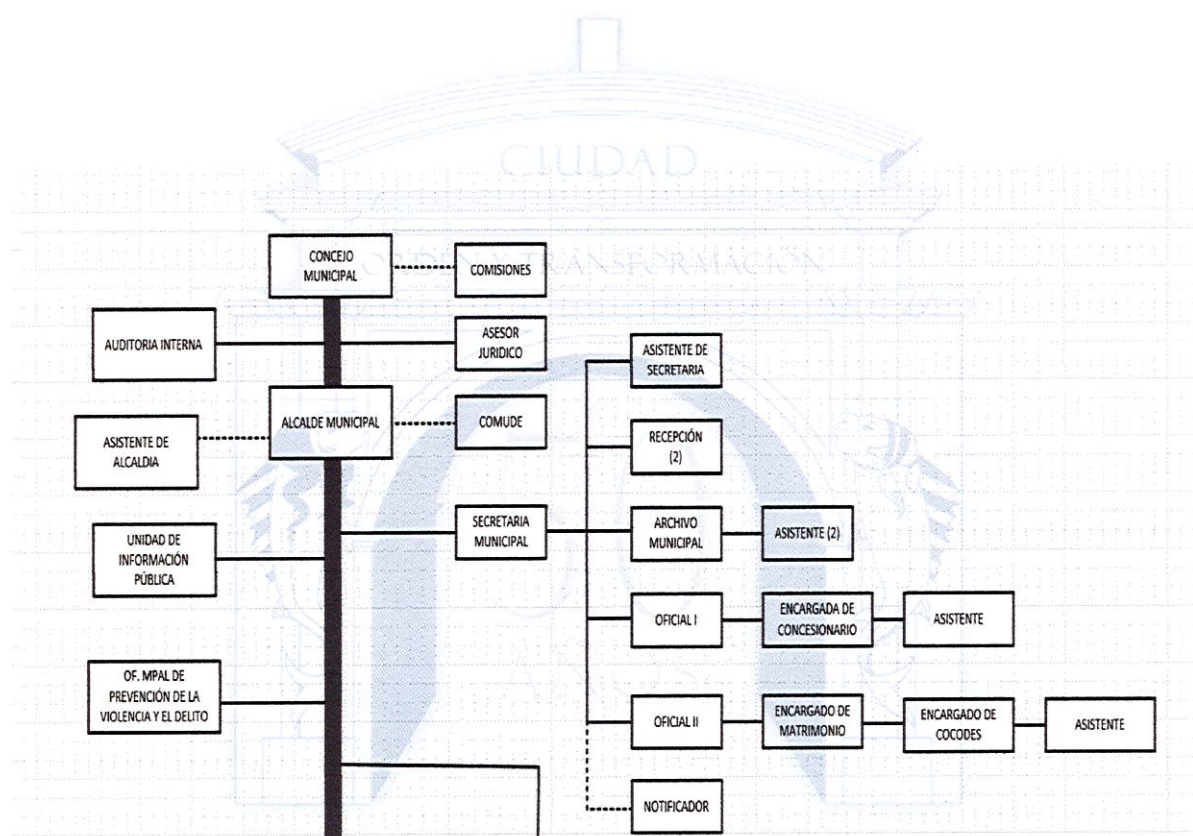 CIUDAD
ORDEN Y TRANSFORMACIÓN
CONCEJO
MUNICIPAL
COMISIONES
AUDITORIA INTERNA
ASESOR
JURIDICO
ASISTENTE DE
SECRETARIA
ALCALDE MUNICIPAL
COMUDE
ASISTENTE DE
ALCALDIA
RECEPCIÓN
(2)
SECRETARIA
MUNICIPAL
ARCHIVO
MUNICIPAL
ASISTENTE (2)
UNIDAD DE
INFORMACIÓN
PÚBLICA
OFICIAL I
ENCARGADA DE
CONCESIONARIO
ASISTENTE
OF. MPAL DE
PREVENCIÓN DE LA
VIOLENCIA Y EL DELITO
OFICIAL II
ENCARGADO DE
MATRIMONIO
ENCARGADO DE
COCODES
ASISTENTE
NOTIFICADOR